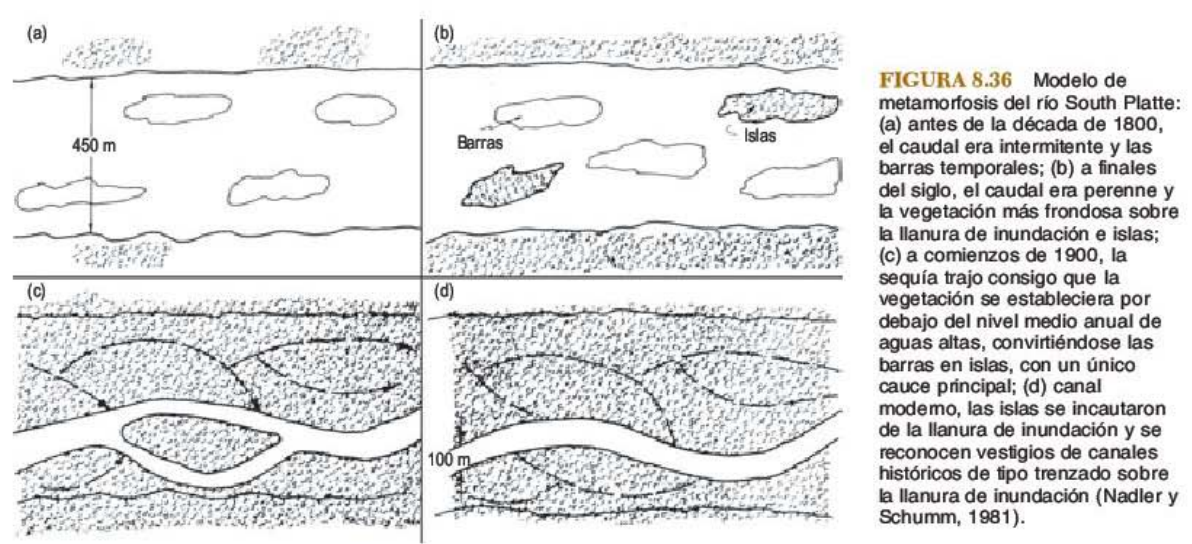 (a)
450 m
(b)
Barras
Islas
(c)
(d)
100 m
FIGURA 8.36 Modelo de
metamorfosis del río South Platte:
(a) antes de la década de 1800,
el caudal era intermitente y las
barras temporales; (b) a finales
del siglo, el caudal era perenne y
la vegetación más frondosa sobre
la llanura de inundación e islas;
(c) a comienzos de 1900, la
sequía trajo consigo que la
vegetación se estableciera por
debajo del nivel medio anual de
aguas altas, convirtiéndose las
barras en islas, con un único
cauce principal; (d) canal
moderno, las islas se incautaron
de la llanura de inundación y se
reconocen vestigios de canales
históricos de tipo trenzado sobre
la llanura de inundación (Nadler y
Schumm, 1981).